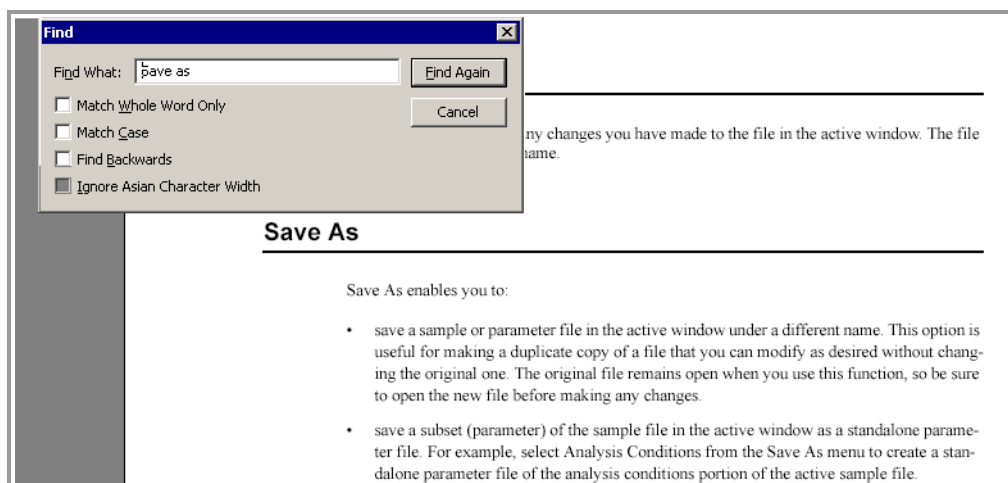 Find
Find What: save as
Find Again
Match Whole Word Only
Cancel
Match Case
Find Backwards
Ignore Asian Character Width
ny changes you have made to the file in the active window. The file
name.
Save As
Save As enables you to:
• save a sample or parameter file in the active window under a different name. This option is
useful for making a duplicate copy of a file that you can modify as desired without chang-
ing the original one. The original file remains open when you use this function, so be sure
to open the new file before making any changes.
• save a subset (parameter) of the sample file in the active window as a standalone parame-
ter file. For example, select Analysis Conditions from the Save As menu to create a stan-
dalone parameter file of the analysis conditions portion of the active sample file.